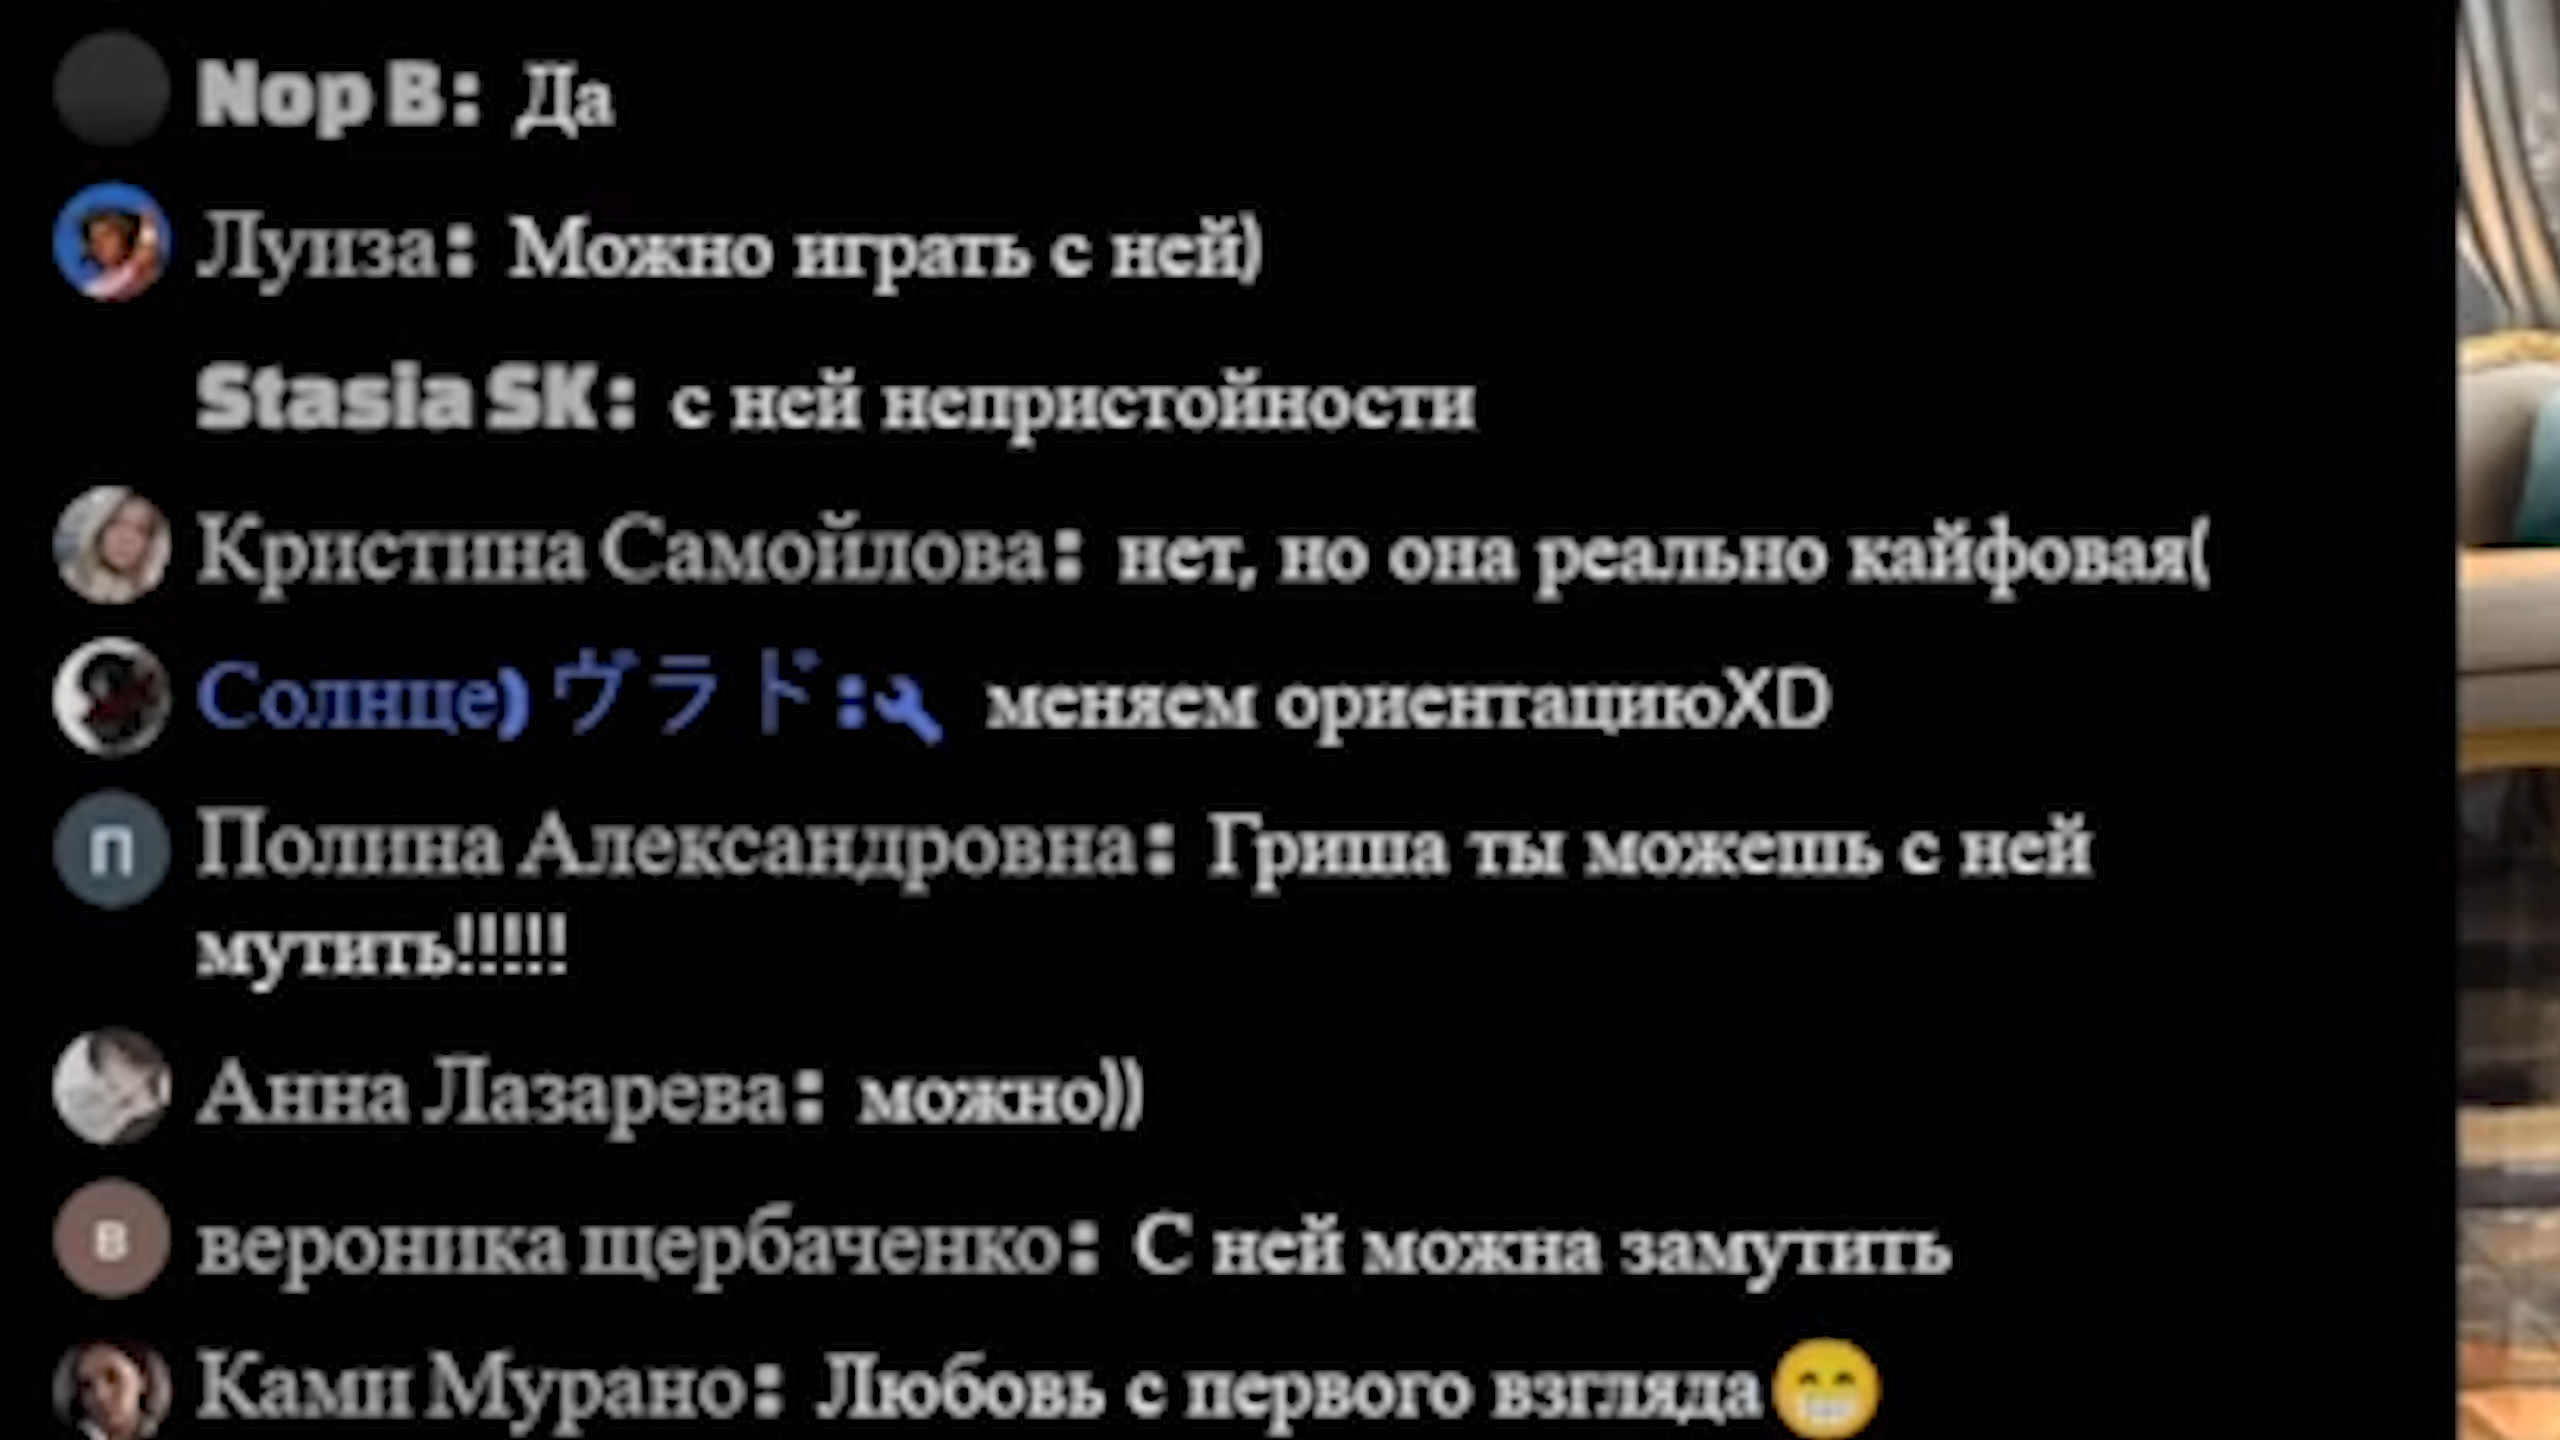 Nop B: Да
Луиза: Можно играть с ней)
Stasia SK: с ней непристойности
Кристина Самойлова: нет, но она реально кайфовая(
Солнце) ヴラド: меняем ориентациюXD
П Полина Александровна: Гриша ты можешь с ней
мутить!!!!!
Анна Лазарева: можно))
в вероника щербаченко: С ней можна замутить
Ками Мурано: Любовь с первого взгляда😁